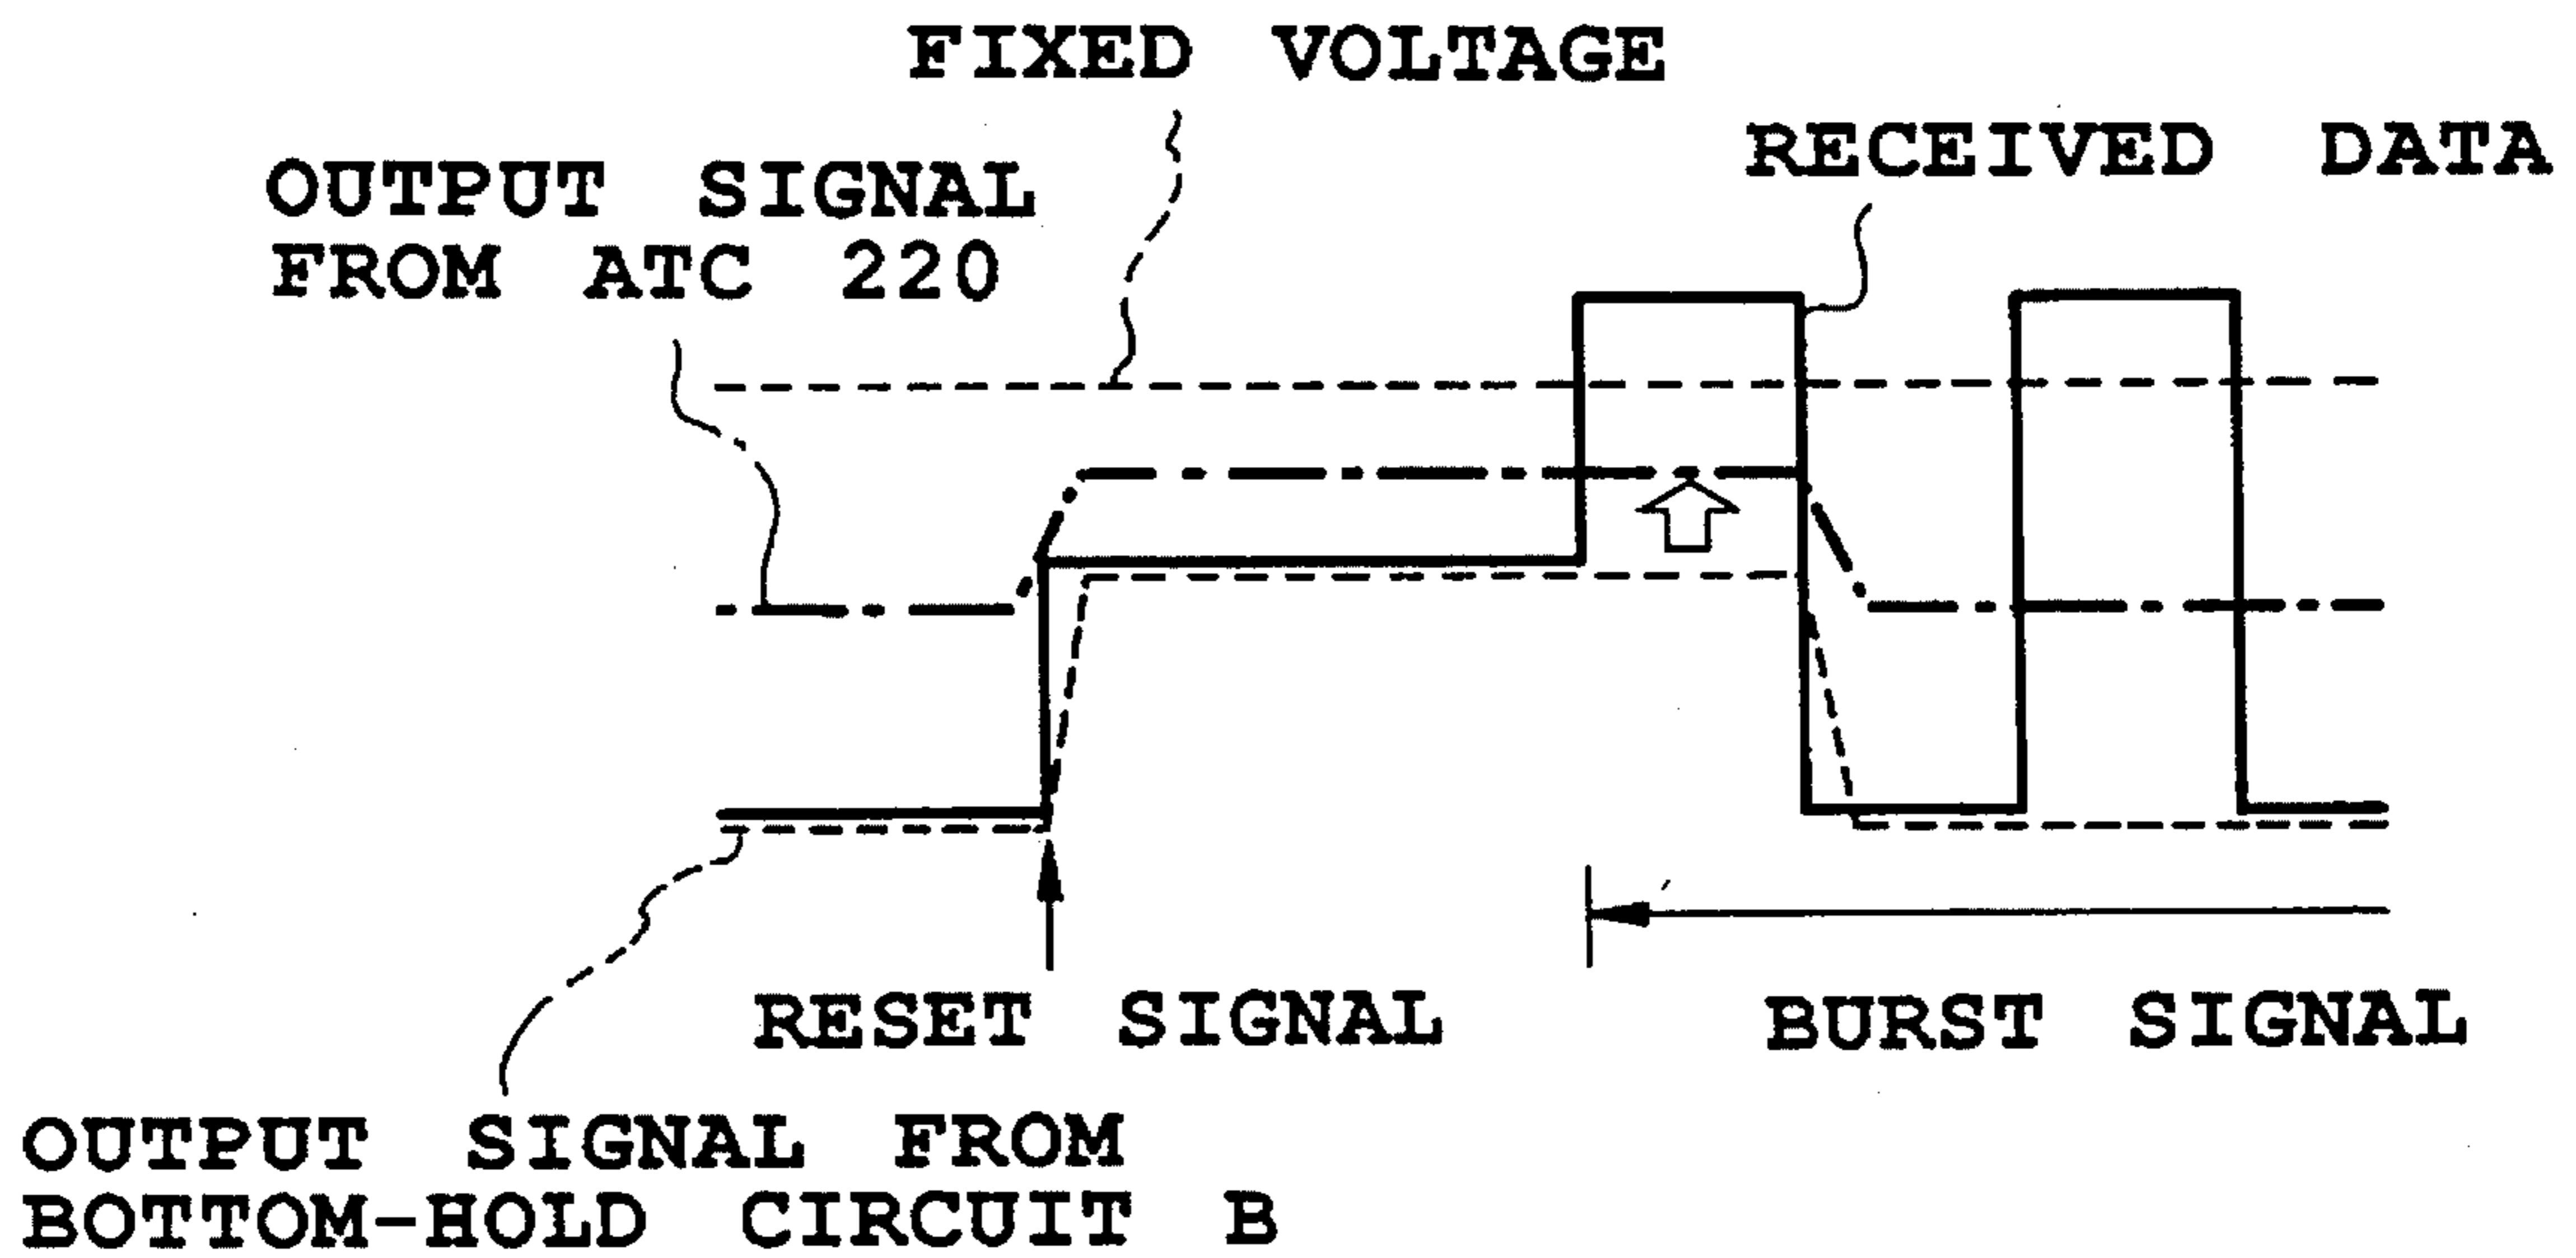 FIXED VOLTAGE
RECEIVED DATA
OUTPUT SIGNAL
FROM ATC 220
RESET SIGNAL
BURST SIGNAL
OUTPUT SIGNAL FROM
BOTTOM-HOLD CIRCUIT B